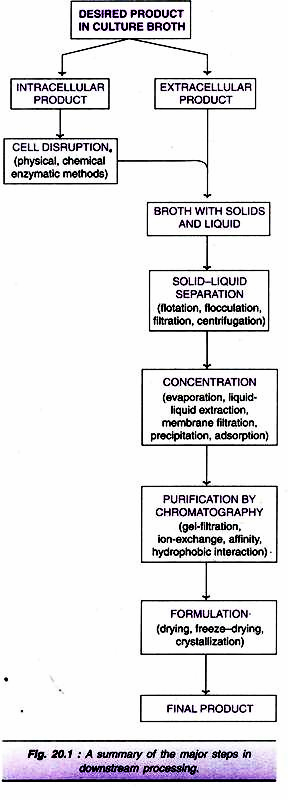 DESIRED PRODUCT
IN CULTURE BROTH
INTRACELLULAR
PRODUCT
EXTRACELLULAR
PRODUCT
CELL DISRUPTION
(physical, chemical
enzymatic methods)
BROTH WITH SOLIDS
AND LIQUID
SOLID–LIQUID
SEPARATION
(flotation, flocculation,
filtration, centrifugation)
CONCENTRATION
(evaporation, liquid-
liquid extraction,
membrane filtration,
precipitation, adsorption)
PURIFICATION BY
CHROMATOGRAPHY
(gel-filtration,
ion-exchange, affinity,
hydrophobic interaction)
FORMULATION
(drying, freeze–drying,
crystallization)
FINAL PRODUCT
Fig. 20.1 : A summary of the major steps in
downstream processing.